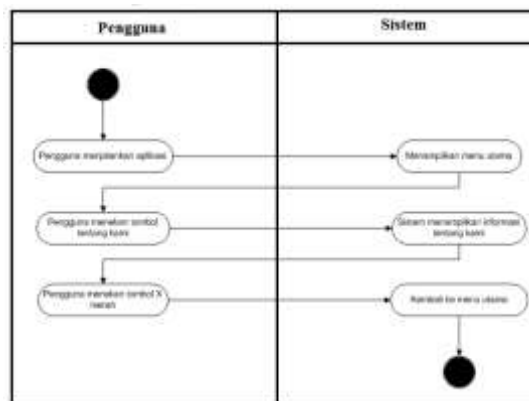 Pengguna
Sistem
Pengguna menjalankan aplikasi
Menampilkan menu utama
Pengguna menekan tombol
tentang kami
Sistem menampilkan informasi
tentang kami
Pengguna menekan tombol X
merah
Kembali ke menu utama